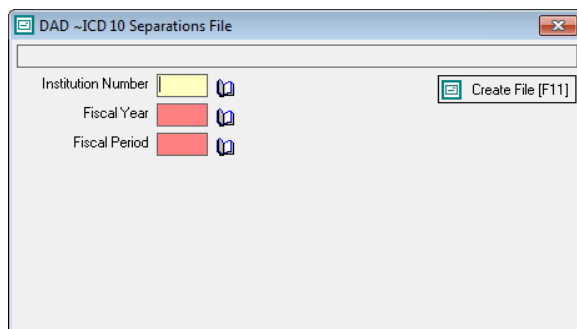 DAD ~ICD 10 Separations File
Institution Number
Create File [F11]
Fiscal Year
Fiscal Period